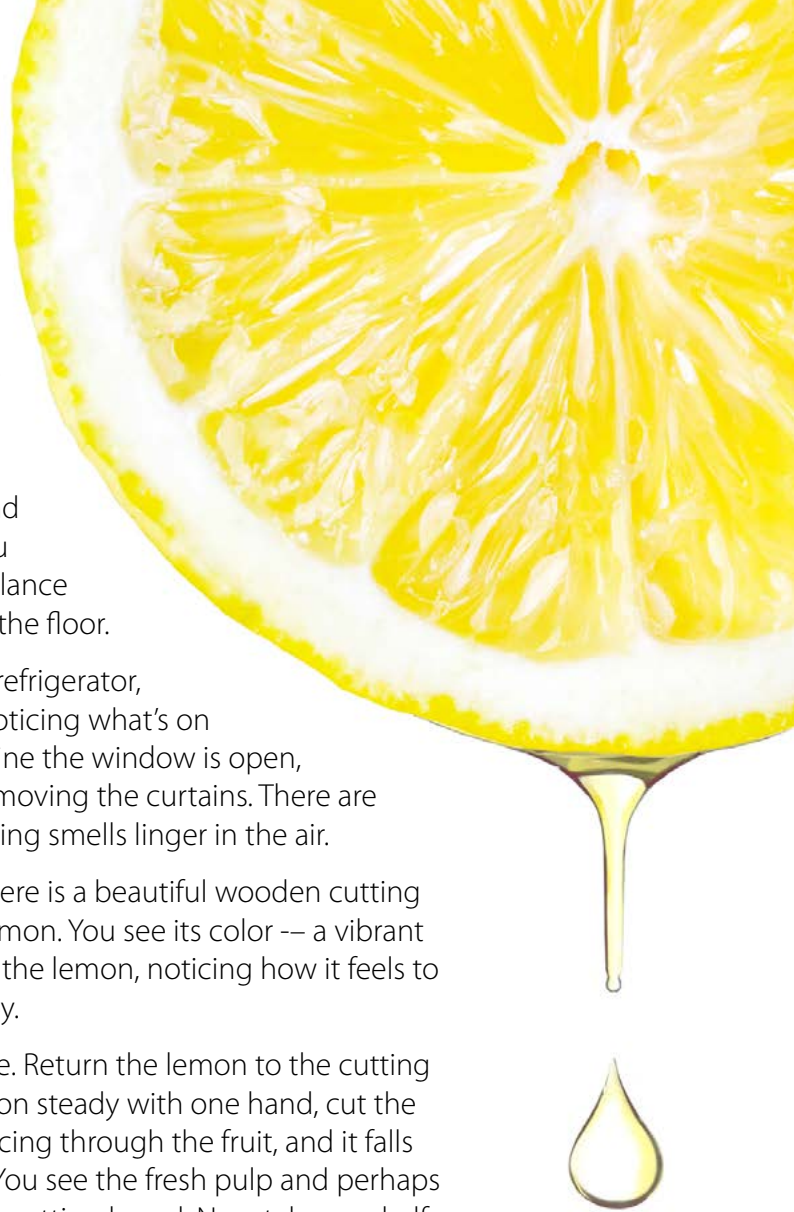 d
u
lance
the floor.
refrigerator,
oticing what’s on
ine the window is open,
moving the curtains. There are
ing smells linger in the air.
ere is a beautiful wooden cutting
mon. You see its color -– a vibrant
the lemon, noticing how it feels to
y.
e. Return the lemon to the cutting
on steady with one hand, cut the
cing through the fruit, and it falls
You see the fresh pulp and perhaps